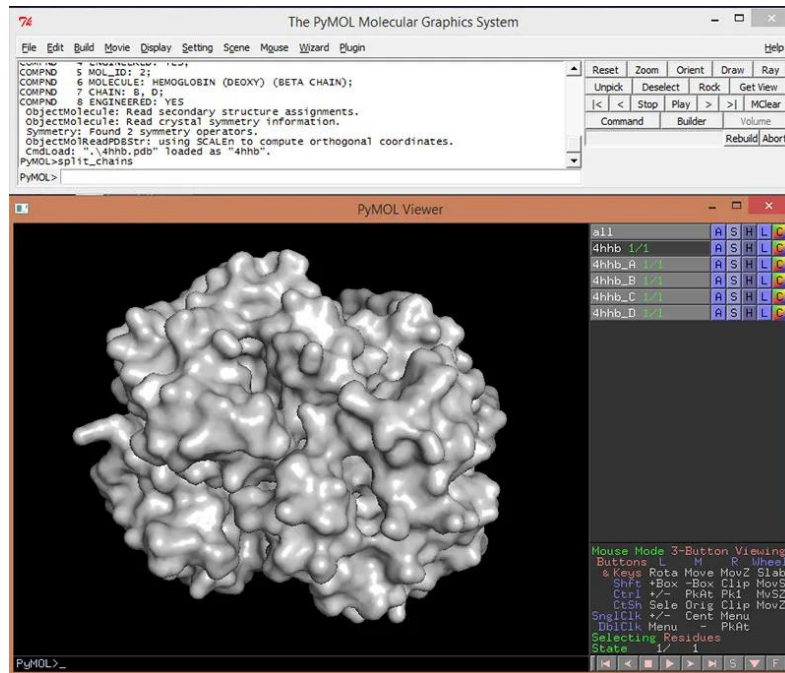 The PyMOL Molecular Graphics System
File Edit Build Movie Display Setting Scene Mouse Wizard Plugin Help
COMPND 4 ENGINEERED: YES;
COMPND 5 MOL_ID: 2;
COMPND 6 MOLECULE: HEMOGLOBIN (DEOXY) (BETA CHAIN);
COMPND 7 CHAIN: B, D;
COMPND 8 ENGINEERED: YES
ObjectMolecule: Read secondary structure assignments.
ObjectMolecule: Read crystal symmetry information.
Symmetry: Found 2 symmetry operators.
ObjectMolReadPDBStr: using SCALEn to compute orthogonal coordinates.
CmdLoad: ".\4hhb.pdb" loaded as "4hhb".
PyMOL>split_chains
PyMOL>
Reset Zoom Orient Draw Ray
Unpick Deselect Rock Get View
|< < Stop Play > >| MClear
Command Builder Volume
Rebuild Abort
PyMOL Viewer
all A S H L C
4hhb 1/1 A S H L C
4hhb_A 1/1 A S H L C
4hhb_B 1/1 A S H L C
4hhb_C 1/1 A S H L C
4hhb_D 1/1 A S H L C
Mouse Mode 3-Button Viewing
Buttons L M R Wheel
& Keys Rota Move MovZ Slab
Shft +Box -Box Clip MovS
Ctrl +/- PkAt Pk1 MvSZ
CtSh Sele Orig Clip MovZ
SnglClk +/- Cent Menu
DblClk Menu - PkAt
Selecting Residues
State 1/ 1
PyMOL>_
S F